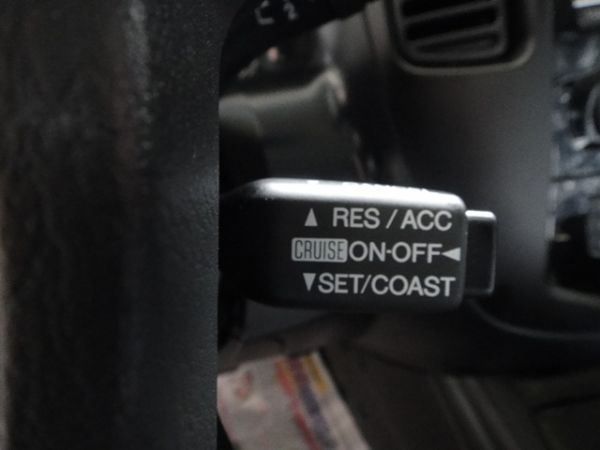 ▲ RES / ACC
CRUISE ON-OFF◄
▼SET/COAST